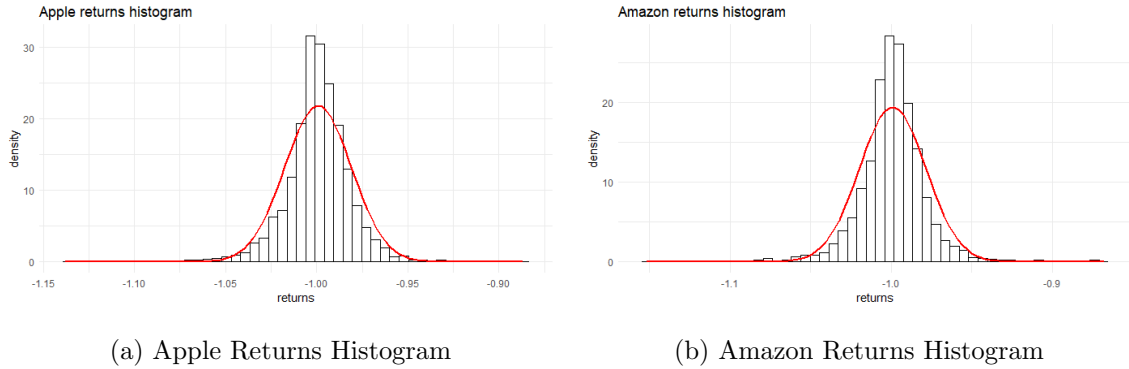 Apple returns histogram
30
20
10
0
density
-1.15 -1.10 -1.05 -1.00 -0.95 -0.90
returns
(a) Apple Returns Histogram
Amazon returns histogram
20
10
0
density
-1.1 -1.0 -0.9
returns
(b) Amazon Returns Histogram